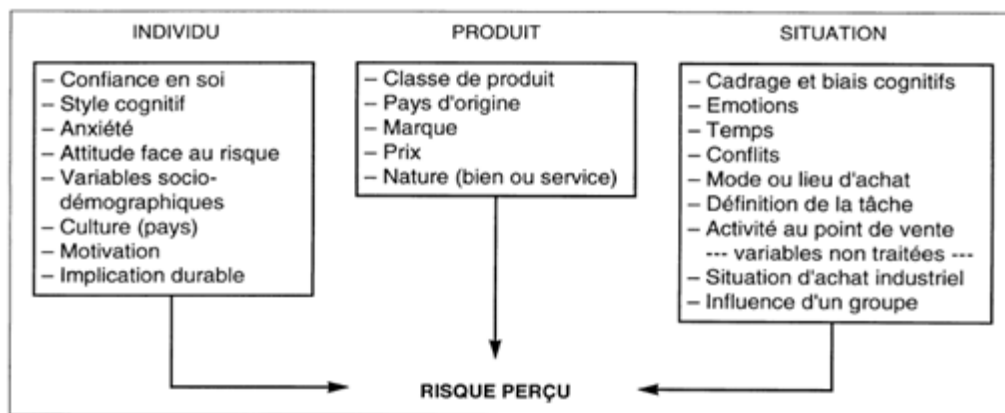 INDIVIDU
– Confiance en soi
– Style cognitif
– Anxiété
– Attitude face au risque
– Variables socio-
démographiques
– Culture (pays)
– Motivation
– Implication durable
PRODUIT
– Classe de produit
– Pays d'origine
– Marque
– Prix
– Nature (bien ou service)
SITUATION
– Cadrage et biais cognitifs
– Emotions
– Temps
– Conflits
– Mode ou lieu d'achat
– Définition de la tâche
– Activité au point de vente
--- variables non traitées ---
– Situation d'achat industriel
– Influence d'un groupe
RISQUE PERÇU